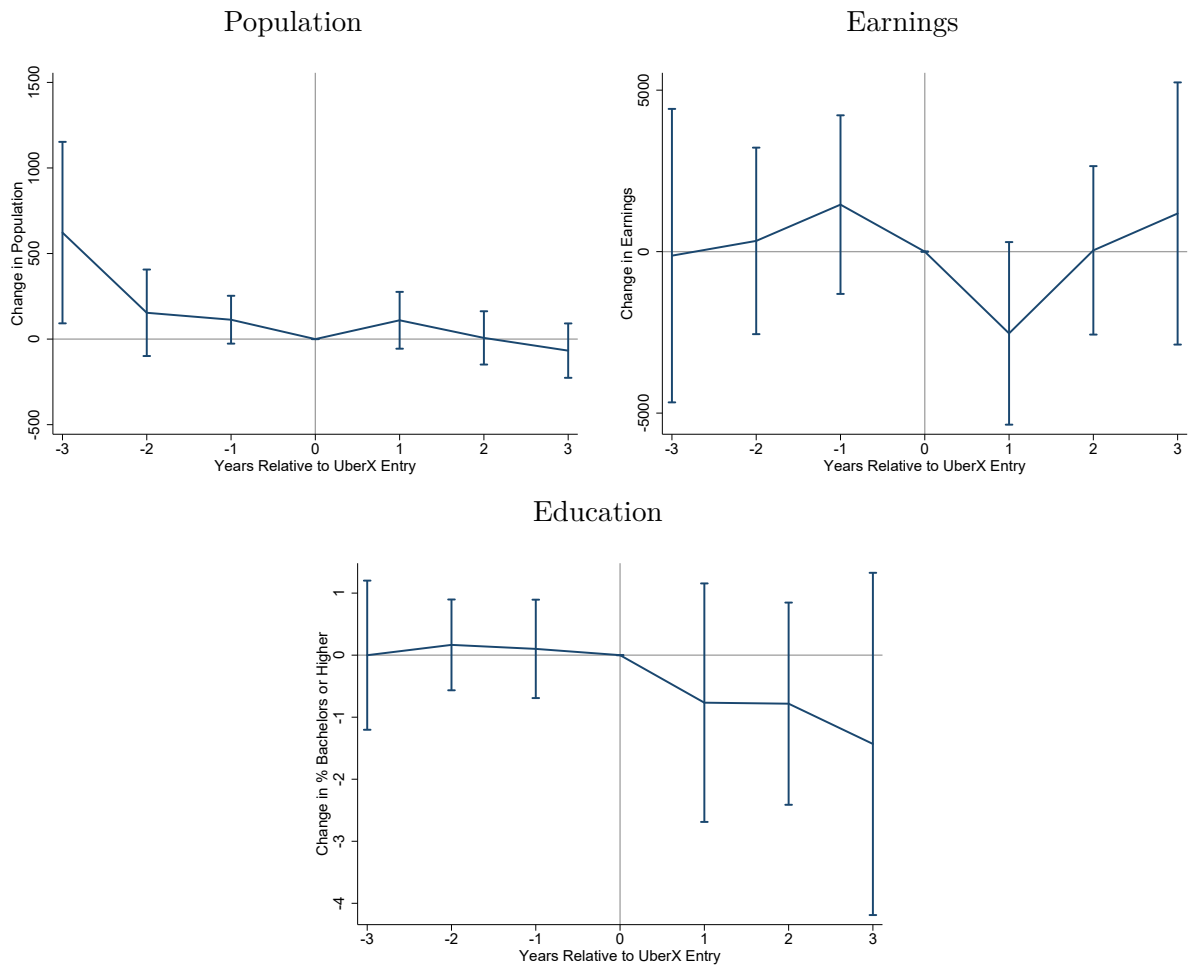 Population
Change in Population
1500
1000
500
0
-500
-3 -2 -1 0 1 2 3
Years Relative to UberX Entry
Earnings
Change in Earnings
5000
0
-5000
-3 -2 -1 0 1 2 3
Years Relative to UberX Entry
Education
Change in % Bachelors or Higher
1
0
-1
-2
-3
-4
-3 -2 -1 0 1 2 3
Years Relative to UberX Entry